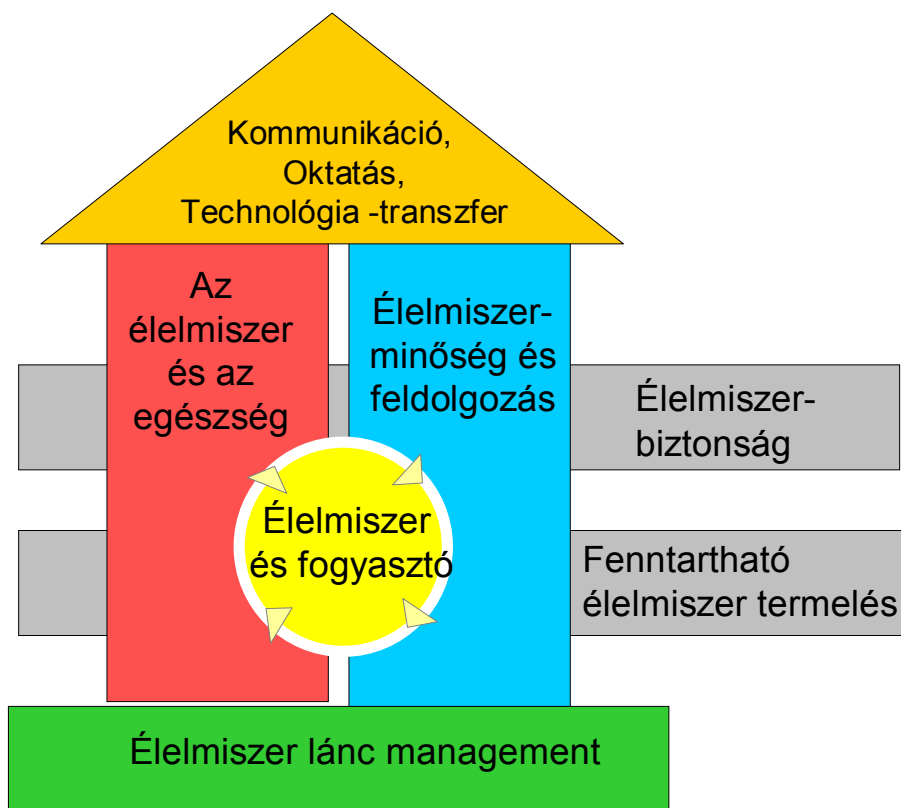 Kommunikáció,
Oktatás,
Technológia -transzfer
Az
élelmiszer
és az
egészség
Élelmiszer-
minőség és
feldolgozás
Élelmiszer-
biztonság
Élelmiszer
és fogyasztó
Fenntartható
élelmiszer termelés
Élelmiszer lánc management